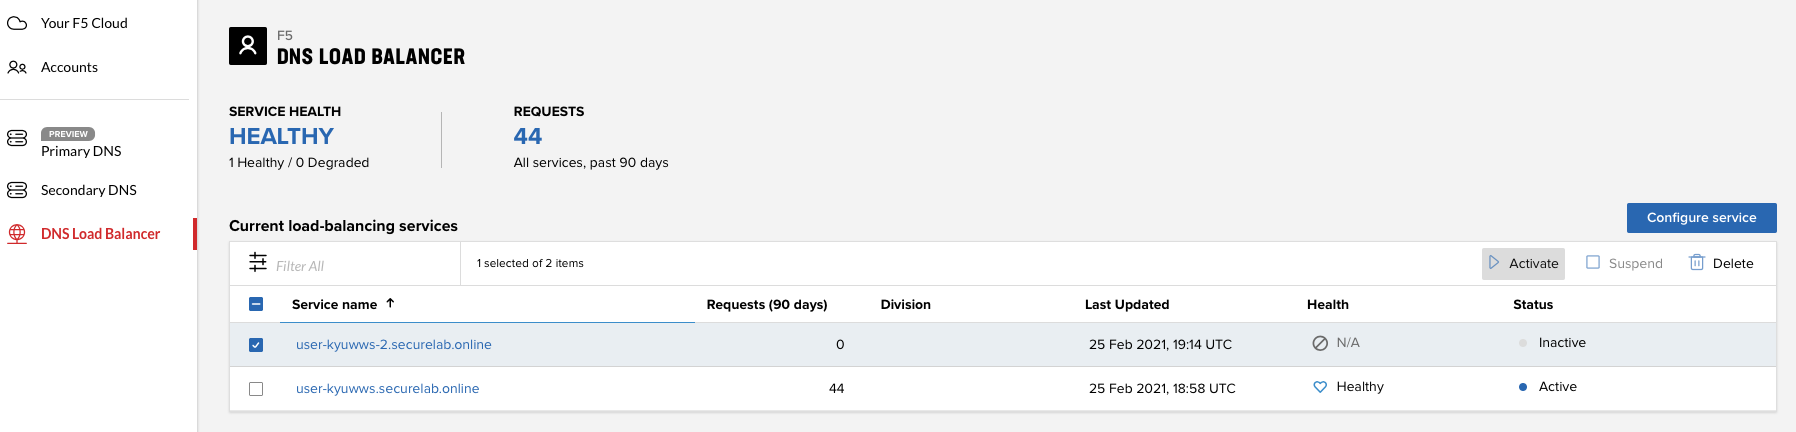 Your F5 Cloud
Accounts
PREVIEW
Primary DNS
Secondary DNS
DNS Load Balancer
F5
DNS LOAD BALANCER
SERVICE HEALTH
HEALTHY
1 Healthy / 0 Degraded
REQUESTS
44
All services, past 90 days
Current load-balancing services
Configure service
Filter All
1 selected of 2 items
Activate
Suspend
Delete
Service name ↑ Requests (90 days) Division Last Updated Health Status
user-kyuwws-2.securelab.online 0 25 Feb 2021, 19:14 UTC N/A Inactive
user-kyuwws.securelab.online 44 25 Feb 2021, 18:58 UTC Healthy Active